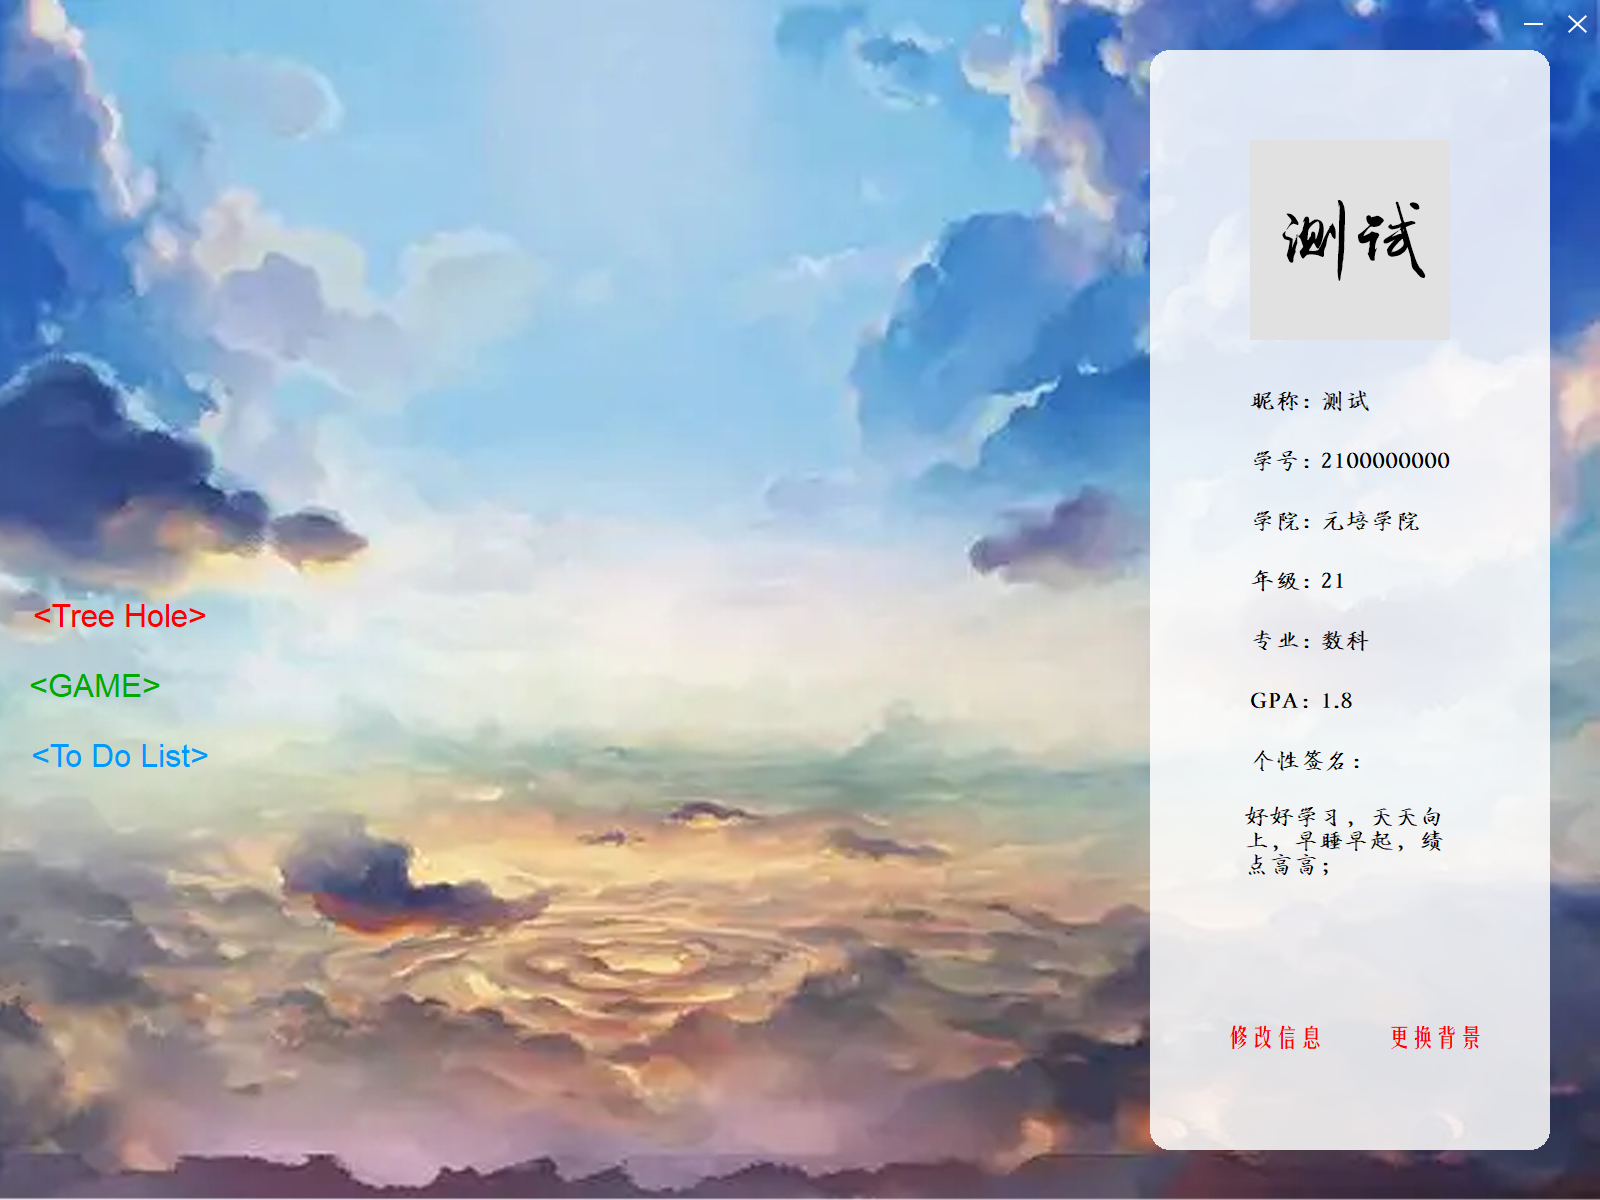 测试
昵称：测试
学号：2100000000
学院：元培学院
年级：21
专业：数科
GPA：1.8
个性签名：
好好学习，天天向
上，早睡早起，绩
点高高；
修改信息
更换背景
<Tree Hole>
<GAME>
<To Do List>